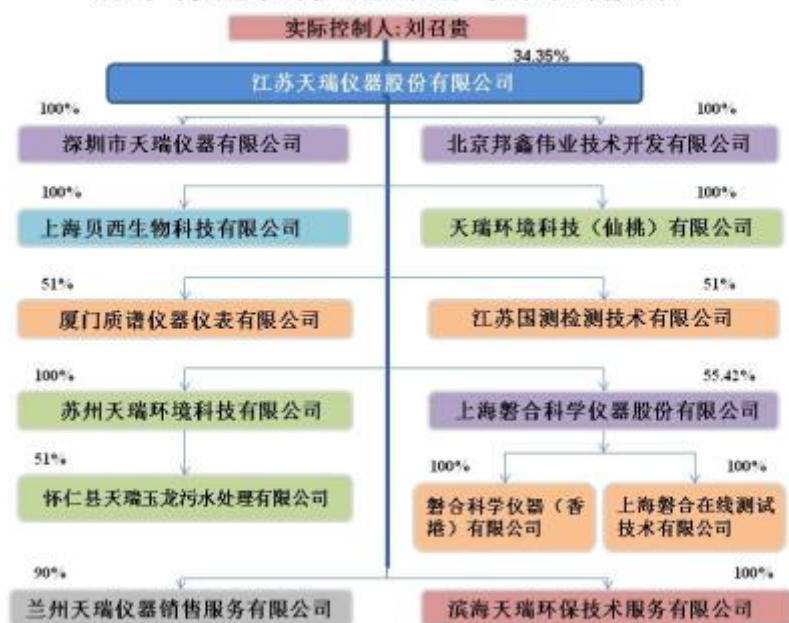 实际控制人:刘召贵
34.35%
江苏天瑞仪器股份有限公司
100%
100%
深圳市天瑞仪器有限公司
北京邦鑫伟业技术开发有限公司
100%
100%
上海贝西生物科技有限公司
天瑞环境科技（仙桃）有限公司
51%
51%
厦门质谱仪器仪表有限公司
江苏国测检测技术有限公司
100%
55.42%
苏州天瑞环境科技有限公司
上海磐合科学仪器股份有限公司
51%
100%
100%
怀仁县天瑞玉龙污水处理有限公司
磐合科学仪器（香
港）有限公司
上海磐合在线测试
技术有限公司
90%
100%
兰州天瑞仪器销售服务有限公司
滨海天瑞环保技术服务有限公司